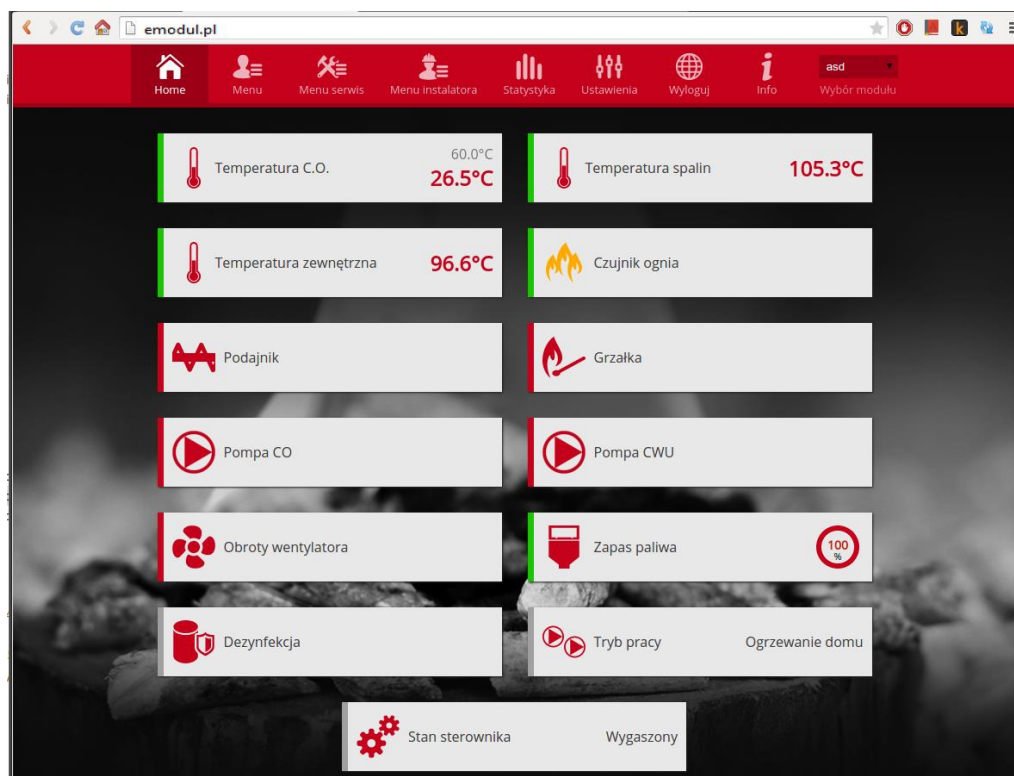 emodul.pl
k
Home
Menu
Menu serwis
Menu instalatora
Statystyka
Ustawienia
Wyloguj
Info
asd
Wybór modułu
Temperatura C.O.
60.0°C
26.5°C
Temperatura spalin
105.3°C
Temperatura zewnętrzna
96.6°C
Czujnik ognia
Podajnik
Grzałka
Pompa CO
Pompa CWU
Obroty wentylatora
Zapas paliwa
100
%
Dezynfekcja
Tryb pracy
Ogrzewanie domu
Stan sterownika
Wygaszony